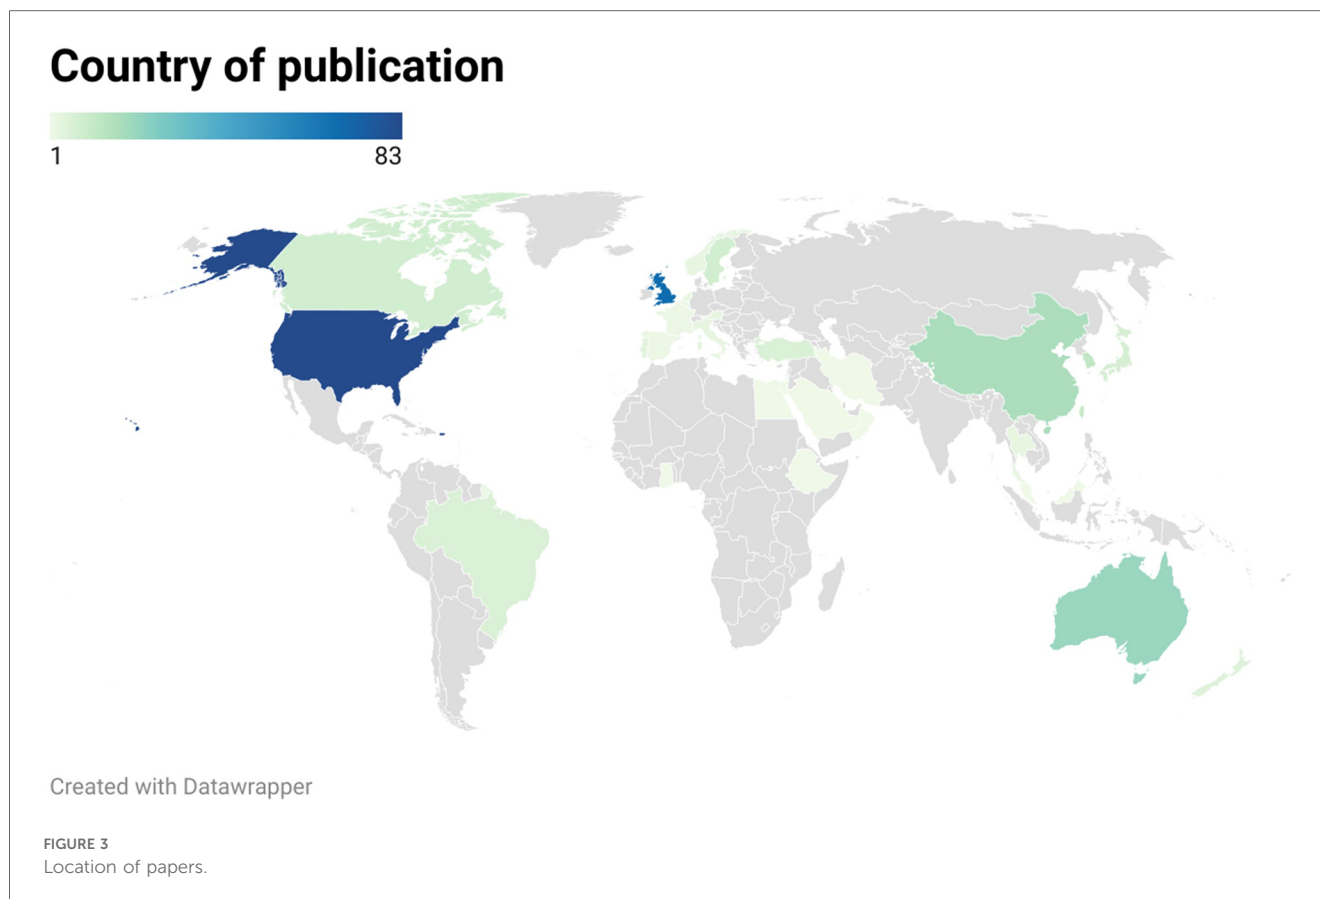 Country of publication
1
83
Created with Datawrapper
FIGURE 3
Location of papers.